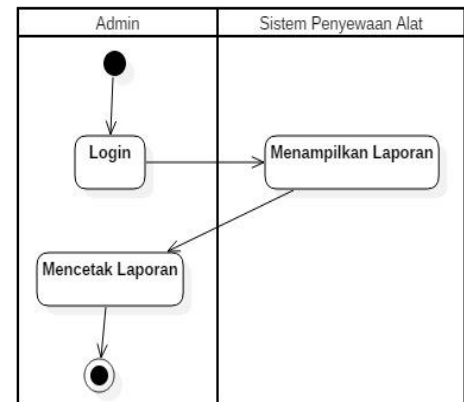 Admin
Sistem Penyewaan Alat
Login
Menampilkan Laporan
Mencetak Laporan